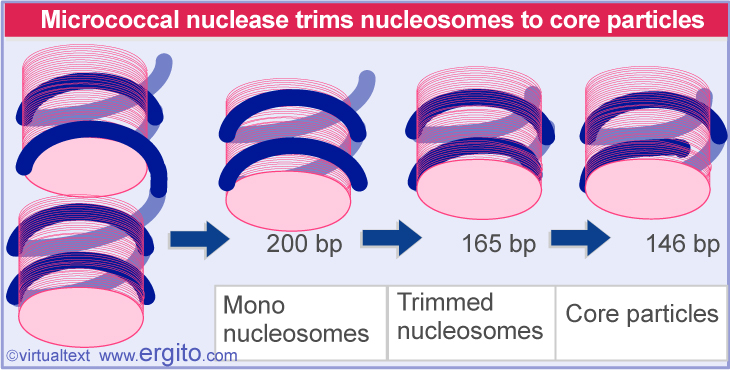 Micrococcal nuclease trims nucleosomes to core particles
200 bp
165 bp
146 bp
Mono
nucleosomes
Trimmed
nucleosomes
Core particles
©virtualtext www.ergito.com